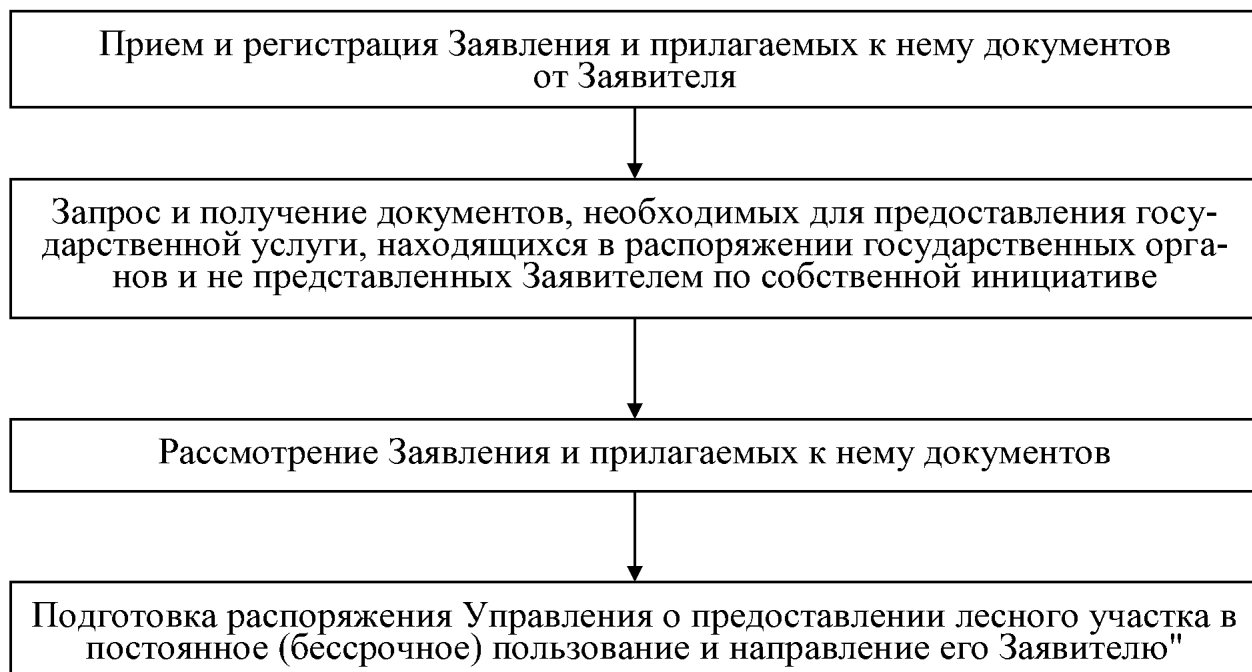 Прием и регистрация Заявления и прилагаемых к нему документов
от Заявителя
Запрос и получение документов, необходимых для предоставления госу-
дарственной услуги, находящихся в распоряжении государственных орга-
нов и не представленных Заявителем по собственной инициативе
Рассмотрение Заявления и прилагаемых к нему документов
Подготовка распоряжения Управления о предоставлении лесного участка в
постоянное (бессрочное) пользование и направление его Заявителю"